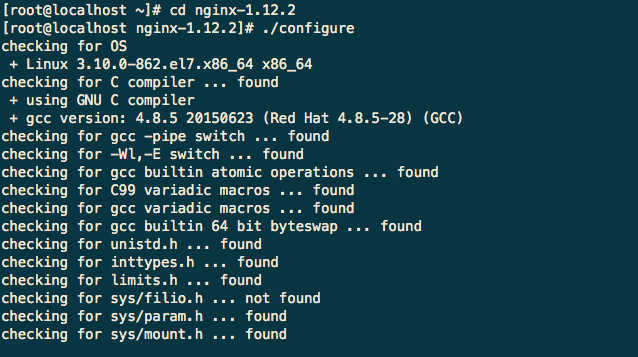 [root@localhost ~]# cd nginx-1.12.2
[root@localhost nginx-1.12.2]# ./configure
checking for OS
 + Linux 3.10.0-862.el7.x86_64 x86_64
checking for C compiler ... found
 + using GNU C compiler
 + gcc version: 4.8.5 20150623 (Red Hat 4.8.5-28) (GCC)
checking for gcc -pipe switch ... found
checking for -Wl,-E switch ... found
checking for gcc builtin atomic operations ... found
checking for C99 variadic macros ... found
checking for gcc variadic macros ... found
checking for gcc builtin 64 bit byteswap ... found
checking for unistd.h ... found
checking for inttypes.h ... found
checking for limits.h ... found
checking for sys/filio.h ... not found
checking for sys/param.h ... found
checking for sys/mount.h ... found